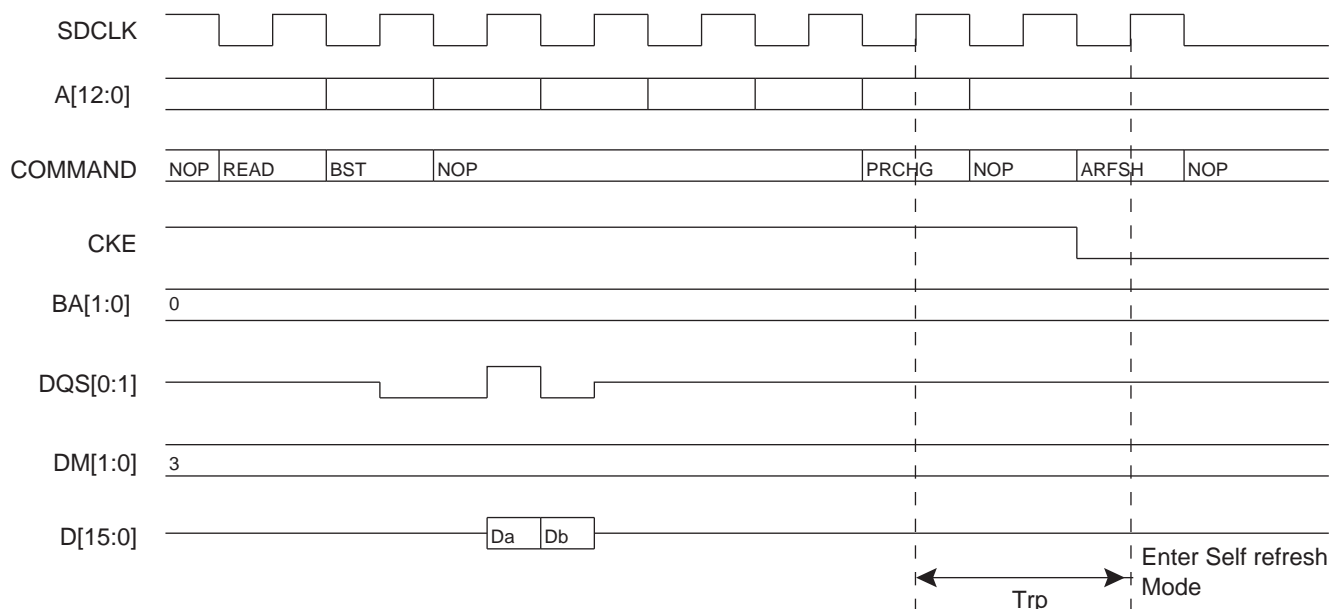 SDCLK
A[12:0]
COMMAND NOP READ BST NOP PRCHG NOP ARFSH NOP
CKE
BA[1:0] 0
DQS[0:1]
DM[1:0] 3
D[15:0] Da Db
Trp
Enter Self refresh
Mode